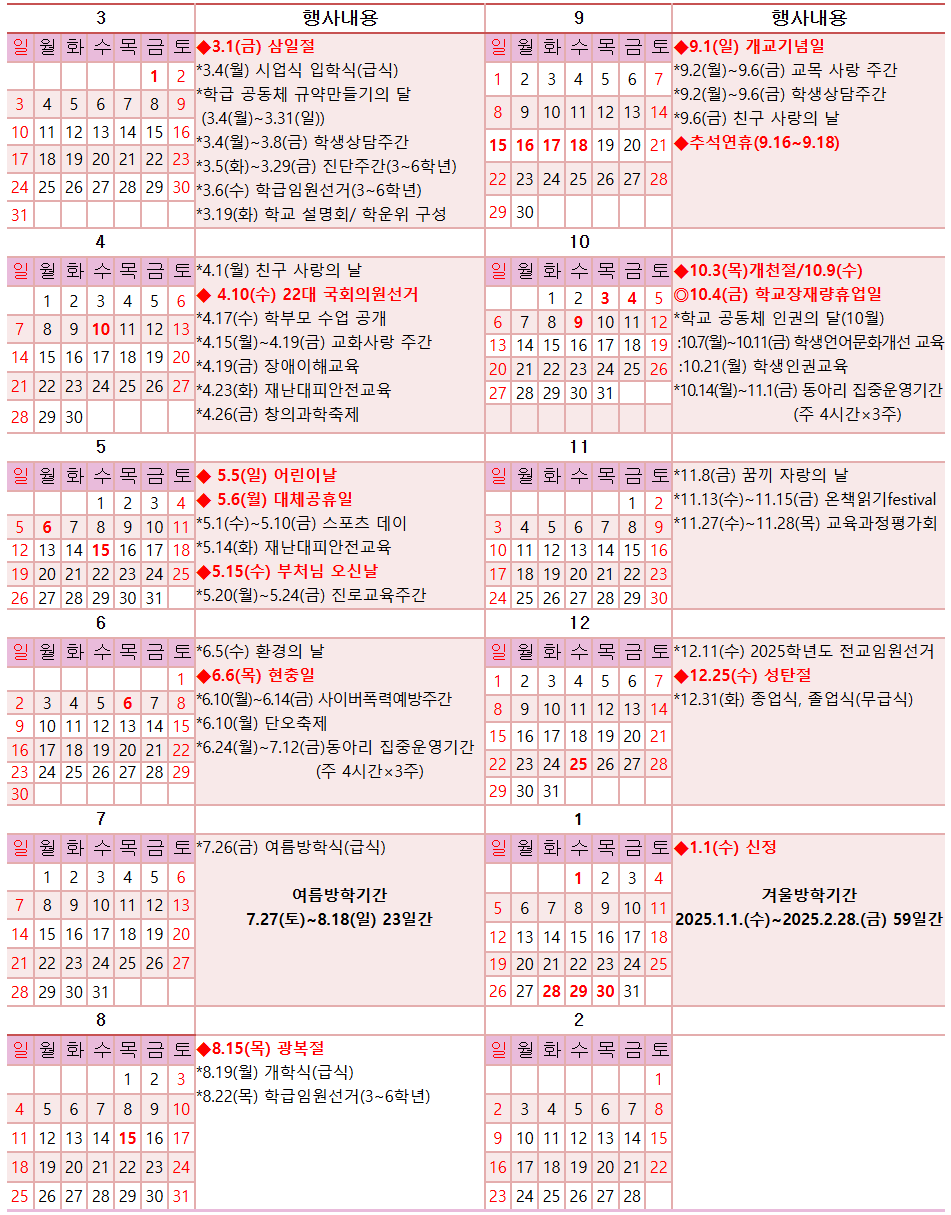 3 행사내용
일 월 화 수 목 금 토
1 2
3 4 5 6 7 8 9
10 11 12 13 14 15 16
17 18 19 20 21 22 23
24 25 26 27 28 29 30
31
◆3.1(금) 삼일절
*3.4(월) 시업식 입학식(급식)
*학급 공동체 규약만들기의 달
(3.4(월)~3.31(일))
*3.4(월)~3.8(금) 학생상담주간
*3.5(화)~3.29(금) 진단주간(3~6학년)
*3.6(수) 학급임원선거(3~6학년)
*3.19(화) 학교 설명회/ 학운위 구성
4
일 월 화 수 목 금 토
1 2 3 4 5 6
7 8 9 10 11 12 13
14 15 16 17 18 19 20
21 22 23 24 25 26 27
28 29 30
*4.1(월) 친구 사랑의 날
◆ 4.10(수) 22대 국회의원선거
*4.17(수) 학부모 수업 공개
*4.15(월)~4.19(금) 교화사랑 주간
*4.19(금) 장애이해교육
*4.23(화) 재난대피안전교육
*4.26(금) 창의과학축제
5
일 월 화 수 목 금 토
1 2 3 4
5 6 7 8 9 10 11
12 13 14 15 16 17 18
19 20 21 22 23 24 25
26 27 28 29 30 31
◆ 5.5(일) 어린이날
◆ 5.6(월) 대체공휴일
*5.1(수)~5.10(금) 스포츠 데이
*5.14(화) 재난대피안전교육
◆5.15(수) 부처님 오신날
*5.20(월)~5.24(금) 진로교육주간
6
일 월 화 수 목 금 토
1
2 3 4 5 6 7 8
9 10 11 12 13 14 15
16 17 18 19 20 21 22
23 24 25 26 27 28 29
30
*6.5(수) 환경의 날
◆6.6(목) 현충일
*6.10(월)~6.14(금) 사이버폭력예방주간
*6.10(월) 단오축제
*6.24(월)~7.12(금)동아리 집중운영기간
(주 4시간×3주)
7
일 월 화 수 목 금 토
1 2 3 4 5 6
7 8 9 10 11 12 13
14 15 16 17 18 19 20
21 22 23 24 25 26 27
28 29 30 31
*7.26(금) 여름방학식(급식)
여름방학기간
7.27(토)~8.18(일) 23일간
8
일 월 화 수 목 금 토
1 2 3
4 5 6 7 8 9 10
11 12 13 14 15 16 17
18 19 20 21 22 23 24
25 26 27 28 29 30 31
◆8.15(목) 광복절
*8.19(월) 개학식(급식)
*8.22(목) 학급임원선거(3~6학년)
9 행사내용
일 월 화 수 목 금 토
1 2 3 4 5 6 7
8 9 10 11 12 13 14
15 16 17 18 19 20 21
22 23 24 25 26 27 28
29 30
◆9.1(일) 개교기념일
*9.2(월)~9.6(금) 교목 사랑 주간
*9.2(월)~9.6(금) 학생상담주간
*9.6(금) 친구 사랑의 날
◆추석연휴(9.16~9.18)
10
일 월 화 수 목 금 토
1 2 3 4 5
6 7 8 9 10 11 12
13 14 15 16 17 18 19
20 21 22 23 24 25 26
27 28 29 30 31
◆10.3(목)개천절/10.9(수)
◎10.4(금) 학교장재량휴업일
*학교 공동체 인권의 달(10월)
:10.7(월)~10.11(금) 학생언어문화개선 교육
:10.21(월) 학생인권교육
*10.14(월)~11.1(금) 동아리 집중운영기간
(주 4시간×3주)
11
일 월 화 수 목 금 토
1 2
3 4 5 6 7 8 9
10 11 12 13 14 15 16
17 18 19 20 21 22 23
24 25 26 27 28 29 30
*11.8(금) 꿈끼 자랑의 날
*11.13(수)~11.15(금) 온책읽기festival
*11.27(수)~11.28(목) 교육과정평가회
12
일 월 화 수 목 금 토
1 2 3 4 5 6 7
8 9 10 11 12 13 14
15 16 17 18 19 20 21
22 23 24 25 26 27 28
29 30 31
*12.11(수) 2025학년도 전교임원선거
◆12.25(수) 성탄절
*12.31(화) 종업식, 졸업식(무급식)
1
일 월 화 수 목 금 토
1 2 3 4
5 6 7 8 9 10 11
12 13 14 15 16 17 18
19 20 21 22 23 24 25
26 27 28 29 30 31
◆1.1(수) 신정
겨울방학기간
2025.1.1.(수)~2025.2.28.(금) 59일간
2
일 월 화 수 목 금 토
1
2 3 4 5 6 7 8
9 10 11 12 13 14 15
16 17 18 19 20 21 22
23 24 25 26 27 28